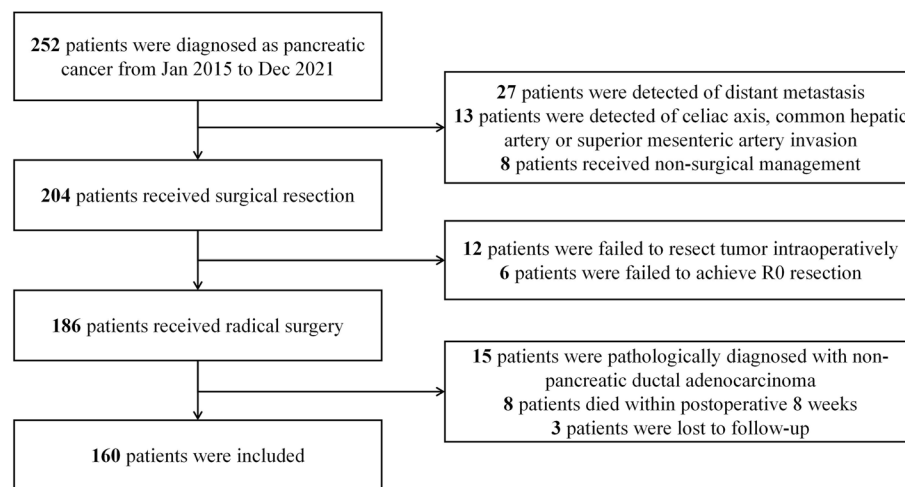 252 patients were diagnosed as pancreatic
cancer from Jan 2015 to Dec 2021
27 patients were detected of distant metastasis
13 patients were detected of celiac axis, common hepatic
artery or superior mesenteric artery invasion
8 patients received non-surgical management
204 patients received surgical resection
12 patients were failed to resect tumor intraoperatively
6 patients were failed to achieve R0 resection
186 patients received radical surgery
15 patients were pathologically diagnosed with non-
pancreatic ductal adenocarcinoma
8 patients died within postoperative 8 weeks
3 patients were lost to follow-up
160 patients were included